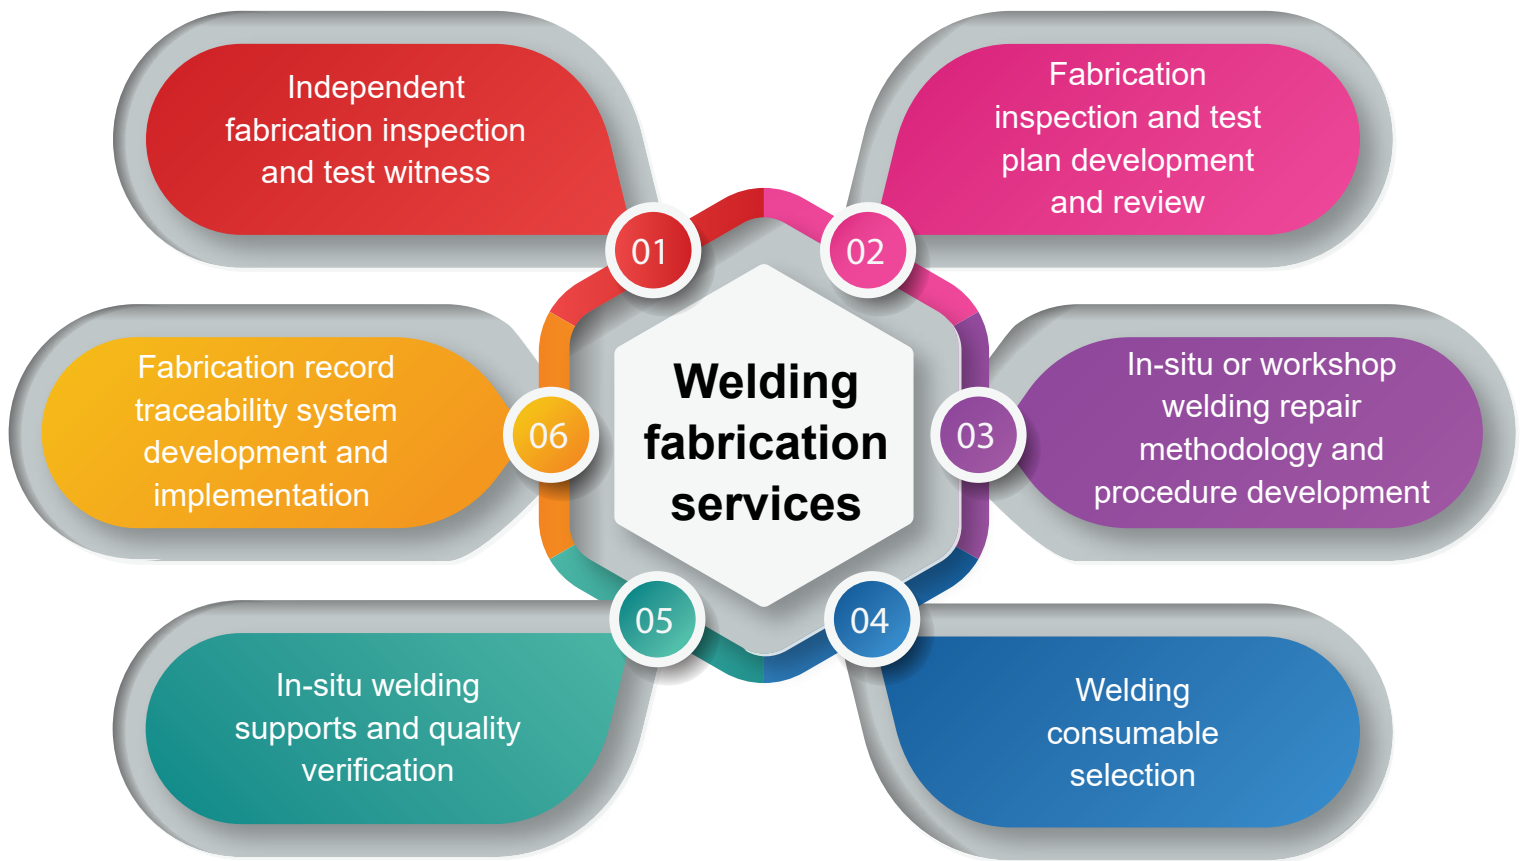 Independent
fabrication inspection
and test witness
01
Fabrication
inspection and test
plan development
and review
02
In-situ or workshop
welding repair
methodology and
procedure development
03
Welding
consumable
selection
04
In-situ welding
supports and quality
verification
05
Fabrication record
traceability system
development and
implementation
06
Welding
fabrication
services